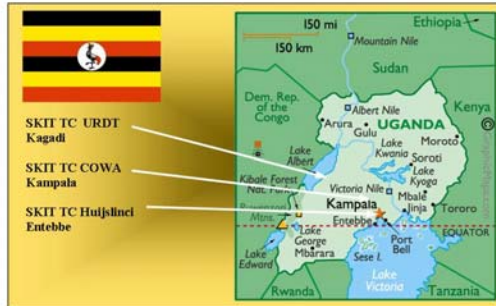 SKIT TC URDT
Kagadi
SKIT TC COWA
Kampala
SKIT TC Huijslinci
Entebbe
150 mi
150 km
Ethiopia
Mountain Nile
Sudan
Dem. Rep.
of the
Congo
Albert Nile
Kenya
Arura
Gulu
UGANDA
Moroto
Lake
Albert
Lake
Kwania
Soroti
Kibale Forest
Nat. Park
Victoria Nile
Lake
Kyoga
Mbale
Kampala
Jinja
Tororo
Mtns.
Entebbe
EQUATOR
Lake
George
Port
Bell
Lake
Edward
Mbarara
Sese I.
Lake
Victoria
Rwanda
Tanzania